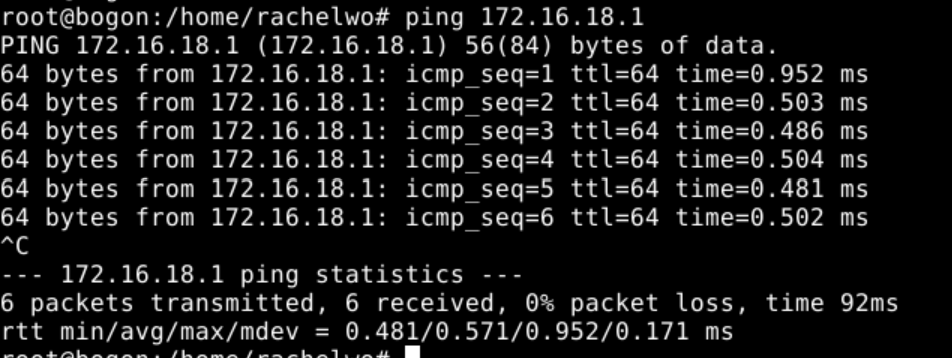 root@bogon:/home/rachelwo# ping 172.16.18.1
PING 172.16.18.1 (172.16.18.1) 56(84) bytes of data.
64 bytes from 172.16.18.1: icmp_seq=1 ttl=64 time=0.952 ms
64 bytes from 172.16.18.1: icmp_seq=2 ttl=64 time=0.503 ms
64 bytes from 172.16.18.1: icmp_seq=3 ttl=64 time=0.486 ms
64 bytes from 172.16.18.1: icmp_seq=4 ttl=64 time=0.504 ms
64 bytes from 172.16.18.1: icmp_seq=5 ttl=64 time=0.481 ms
64 bytes from 172.16.18.1: icmp_seq=6 ttl=64 time=0.502 ms
^C
--- 172.16.18.1 ping statistics ---
6 packets transmitted, 6 received, 0% packet loss, time 92ms
rtt min/avg/max/mdev = 0.481/0.571/0.952/0.171 ms
root@bogon:/home/rachelwo#